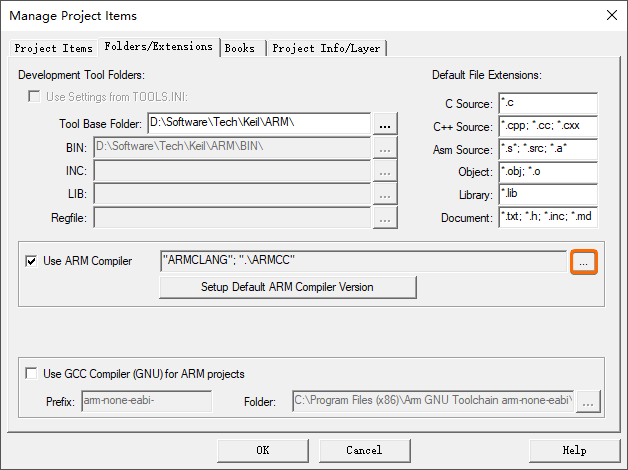 Manage Project Items
Project Items Folders/Extensions Books Project Info/Layer
Development Tool Folders:
Use Settings from TOOLS.INI:
Tool Base Folder: D:\Software\Tech\Keil\ARM\ ...
BIN: D:\Software\Tech\Keil\ARM\BIN\ ...
INC: ...
LIB: ...
Regfile: ...
Default File Extensions:
C Source: *.c
C++ Source: *.cpp; *.cc; *.cxx
Asm Source: *.s*; *.src; *.a*
Object: *.obj; *.o
Library: *.lib
Document: *.txt; *.h; *.inc; *.md
Use ARM Compiler "ARMCLANG"; ".\ARMCC" ...
Setup Default ARM Compiler Version
Use GCC Compiler (GNU) for ARM projects
Prefix: arm-none-eabi- Folder: C:\Program Files (x86)\Arm GNU Toolchain arm-none-eabi\ ...
OK Cancel Help